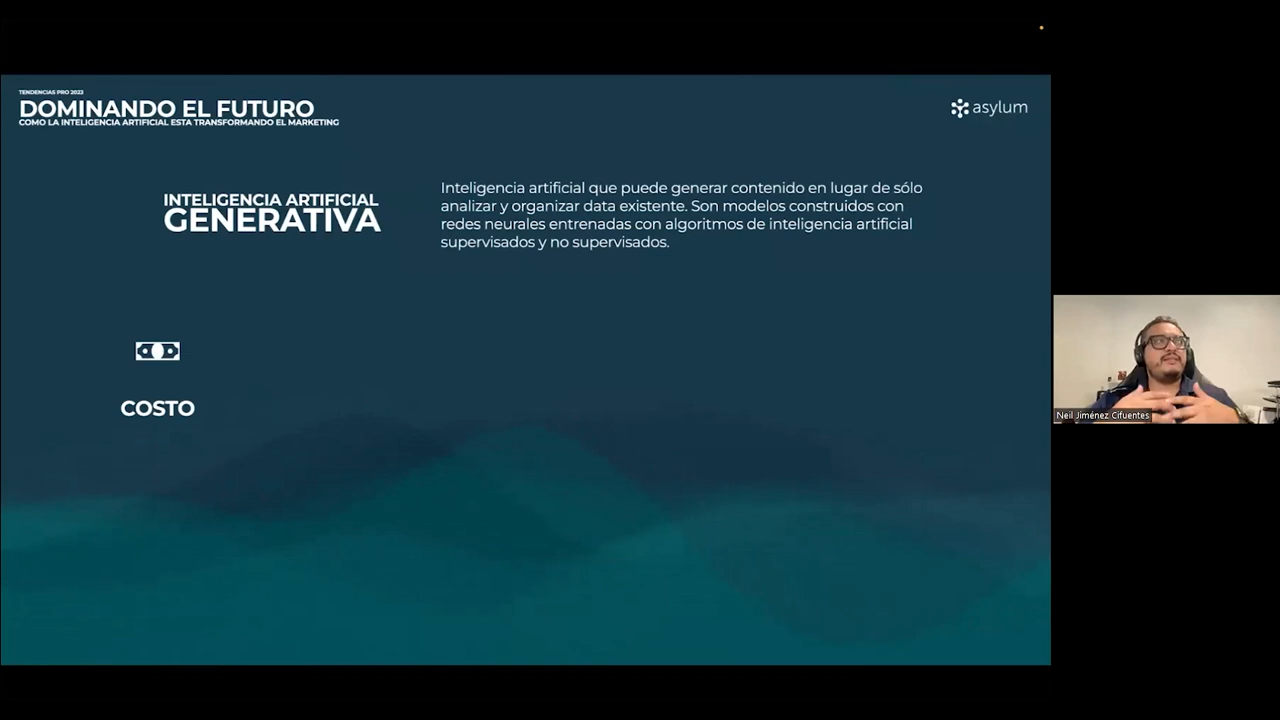 TENDENCIAS PRO 2023
DOMINANDO EL FUTURO
COMO LA INTELIGENCIA ARTIFICIAL ESTA TRANSFORMANDO EL MARKETING
asylum
INTELIGENCIA ARTIFICIAL
GENERATIVA
Inteligencia artificial que puede generar contenido en lugar de sólo
analizar y organizar data existente. Son modelos construidos con
redes neurales entrenadas con algoritmos de inteligencia artificial
supervisados y no supervisados.
COSTO
Neil Jiménez Cifuentes